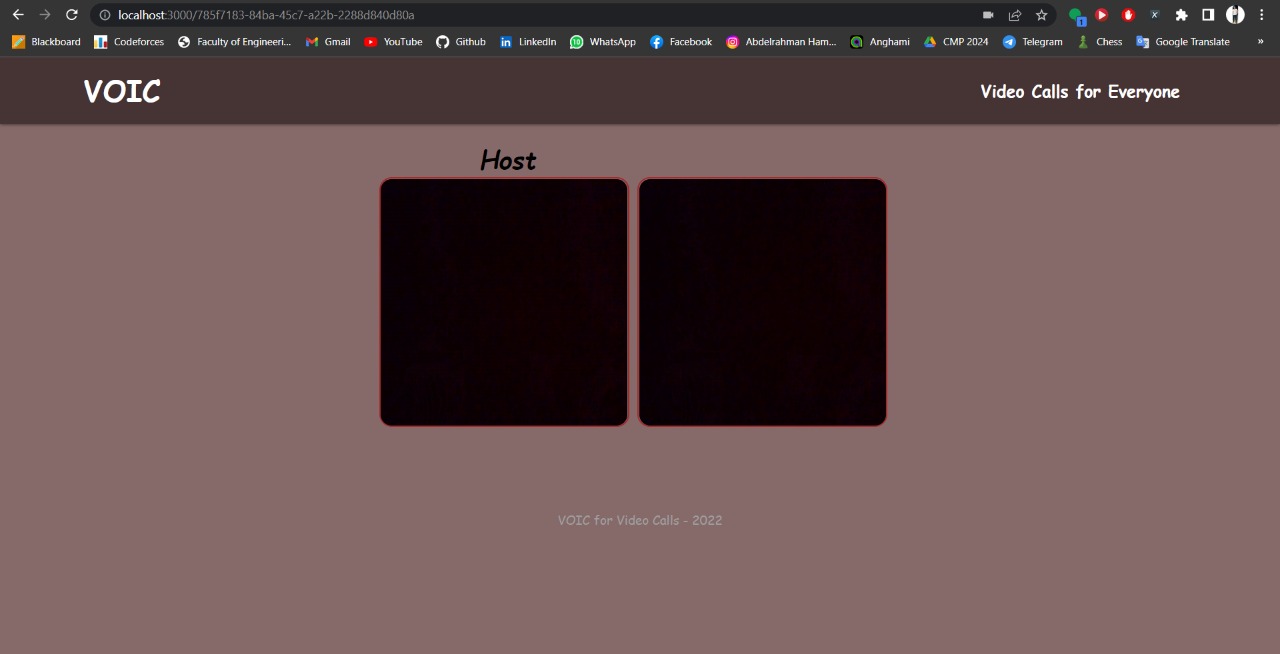 localhost:3000/785f7183-84ba-45c7-a22b-2288d840d80a
1
Blackboard Codeforces Faculty of Engineeri... Gmail YouTube Github LinkedIn 10 WhatsApp Facebook Abdelrahman Ham... Anghami CMP 2024 Telegram Chess Google Translate »
VOIC Video Calls for Everyone
Host
VOIC for Video Calls - 2022